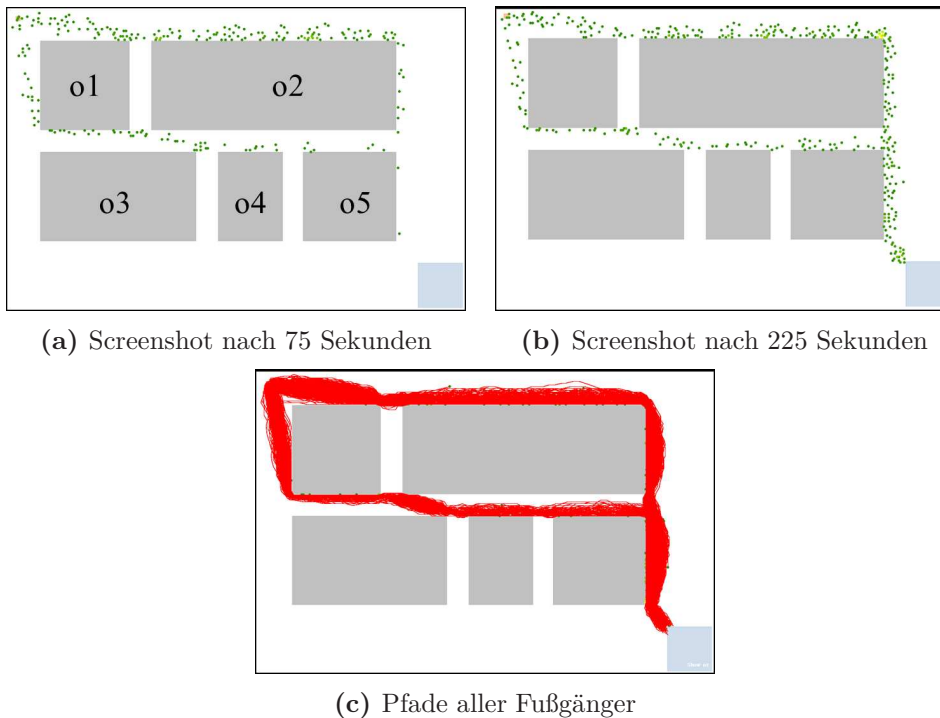 o1
o2
o3
o4
o5
(a) Screenshot nach 75 Sekunden
(b) Screenshot nach 225 Sekunden
(c) Pfade aller Fußgänger